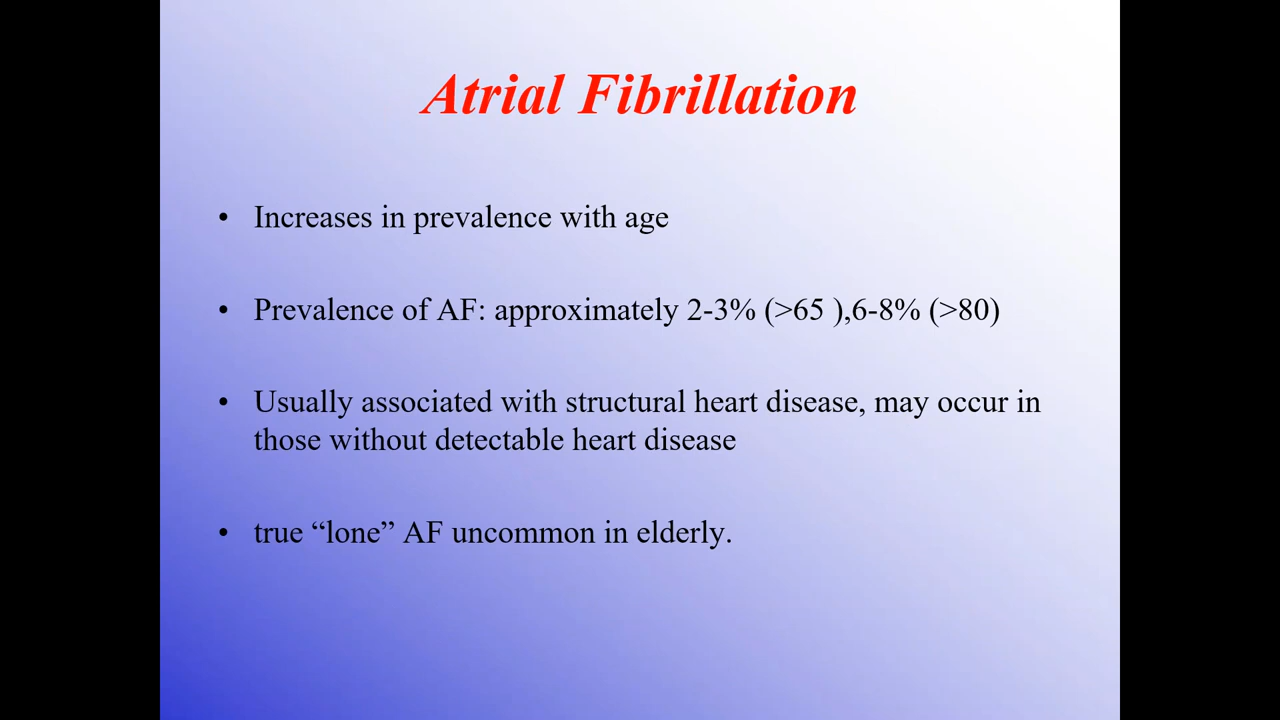 Atrial Fibrillation
• Increases in prevalence with age
• Prevalence of AF: approximately 2-3% (>65 ),6-8% (>80)
• Usually associated with structural heart disease, may occur in
those without detectable heart disease
• true “lone” AF uncommon in elderly.